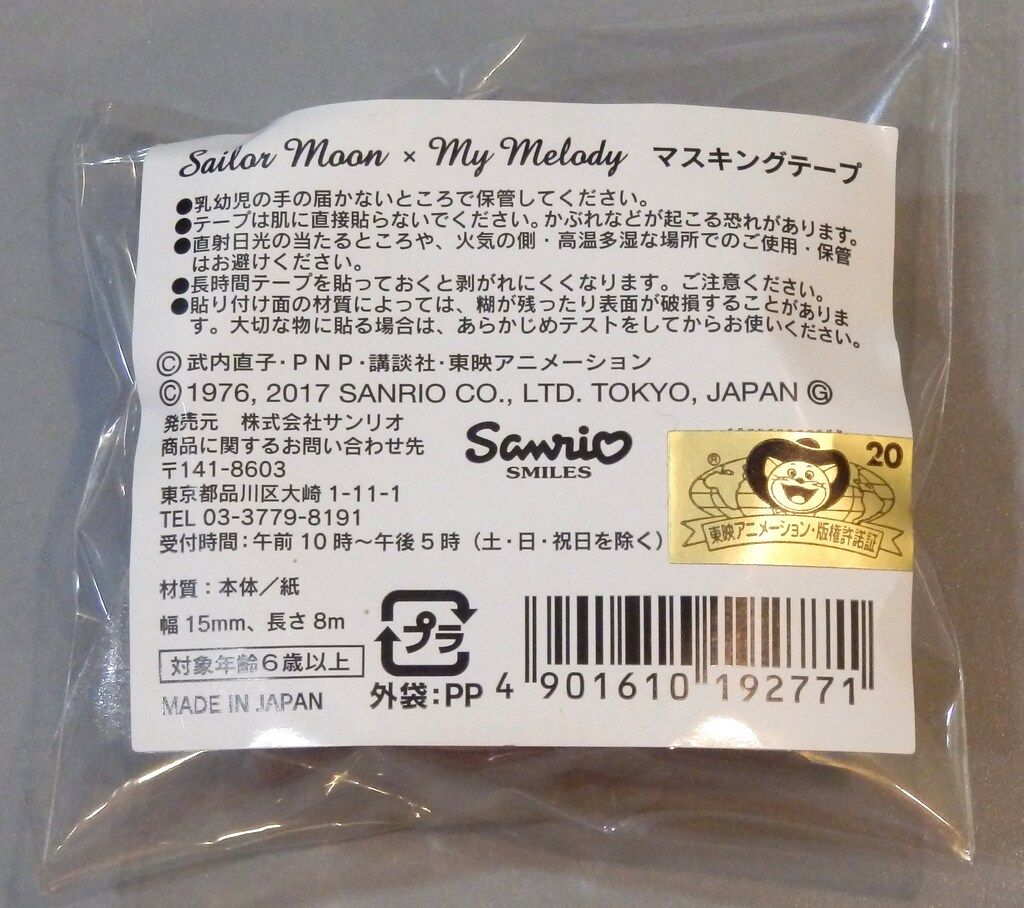 Sailor Moon × My Melody マスキングテープ
●乳幼児の手の届かないところで保管してください。
●テープは肌に直接貼らないでください。かぶれなどが起こる恐れがあります。
●直射日光の当たるところや、火気の側・高温多湿な場所でのご使用・保管
はお避けください。
●長時間テープを貼っておくと剥がれにくくなります。ご注意ください。
●貼り付け面の材質によっては、糊が残ったり表面が破損することがありま
す。大切な物に貼る場合は、あらかじめテストをしてからお使いください。
©武内直子・PNP・講談社・東映アニメーション
©1976, 2017 SANRIO CO., LTD. TOKYO, JAPAN Ⓖ
発売元 株式会社サンリオ
商品に関するお問い合わせ先
〒141-8603
東京都品川区大崎 1-11-1
TEL 03-3779-8191
受付時間：午前 10 時～午後 5 時（土・日・祝日を除く）
Sanrio
SMILES
® 20
東映アニメーション・版権許諾証
材質：本体／紙
幅 15mm、長さ 8m
対象年齢６歳以上
MADE IN JAPAN
プラ
外袋：PP
4 901610 192771